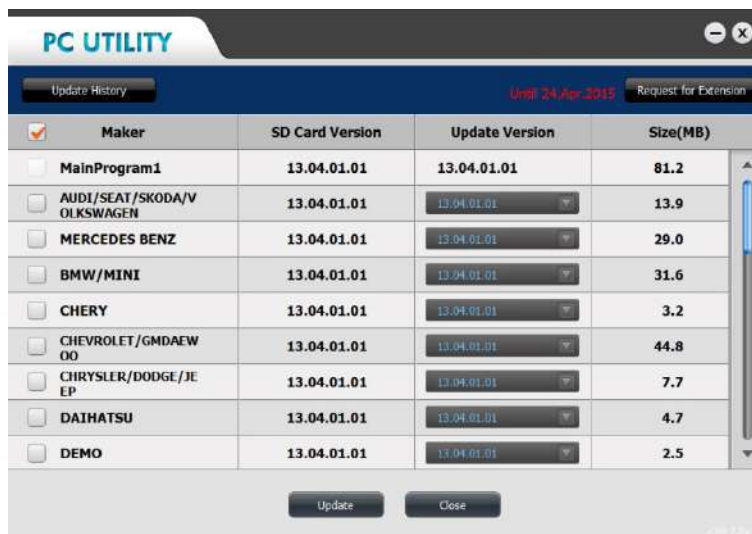 PC UTILITY
Update History
Until 24.Apr.2015
Request for Extension
Maker SD Card Version Update Version Size(MB)
MainProgram1 13.04.01.01 13.04.01.01 81.2
AUDI/SEAT/SKODA/V
OLKSWAGEN 13.04.01.01 13.04.01.01 13.9
MERCEDES BENZ 13.04.01.01 13.04.01.01 29.0
BMW/MINI 13.04.01.01 13.04.01.01 31.6
CHERY 13.04.01.01 13.04.01.01 3.2
CHEVROLET/GMDAEW
OO 13.04.01.01 13.04.01.01 44.8
CHRYSLER/DODGE/JE
EP 13.04.01.01 13.04.01.01 7.7
DAIHATSU 13.04.01.01 13.04.01.01 4.7
DEMO 13.04.01.01 13.04.01.01 2.5
Update Close